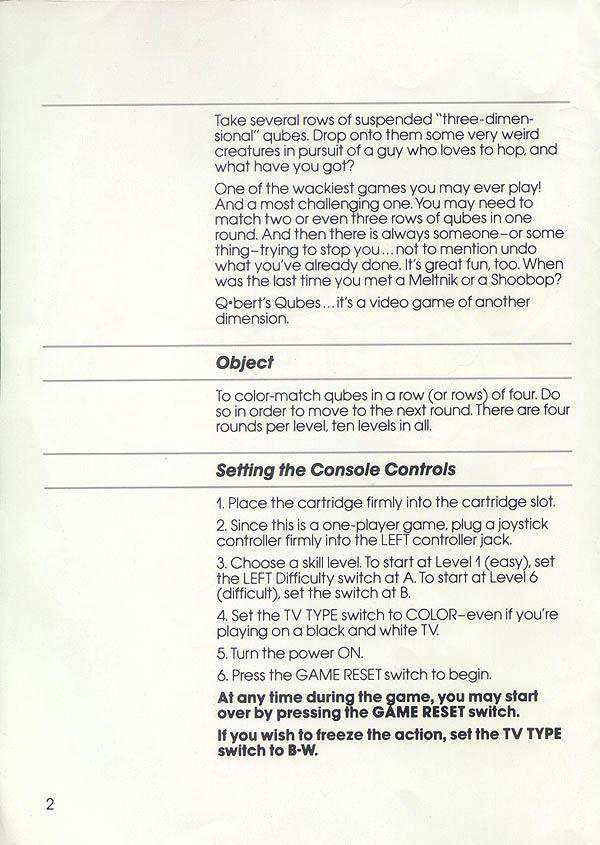 Take several rows of suspended "three-dimen-
sional" qubes. Drop onto them some very weird
creatures in pursuit of a guy who loves to hop, and
what have you got?
One of the wackiest games you may ever play!
And a most challenging one. You may need to
match two or even three rows of qubes in one
round. And then there is always someone–or some
thing–trying to stop you...not to mention undo
what you've already done. It's great fun, too. When
was the last time you met a Meltnik or a Shoobop?
Q•bert's Qubes...it's a video game of another
dimension.
Object
To color-match qubes in a row (or rows) of four. Do
so in order to move to the next round. There are four
rounds per level, ten levels in all.
Setting the Console Controls
1. Place the cartridge firmly into the cartridge slot.
2. Since this is a one-player game, plug a joystick
controller firmly into the LEFT controller jack.
3. Choose a skill level. To start at Level 1 (easy), set
the LEFT Difficulty switch at A. To start at Level 6
(difficult), set the switch at B.
4. Set the TV TYPE switch to COLOR–even if you're
playing on a black and white TV.
5. Turn the power ON.
6. Press the GAME RESET switch to begin.
At any time during the game, you may start
over by pressing the GAME RESET switch.
If you wish to freeze the action, set the TV TYPE
switch to B-W.
2